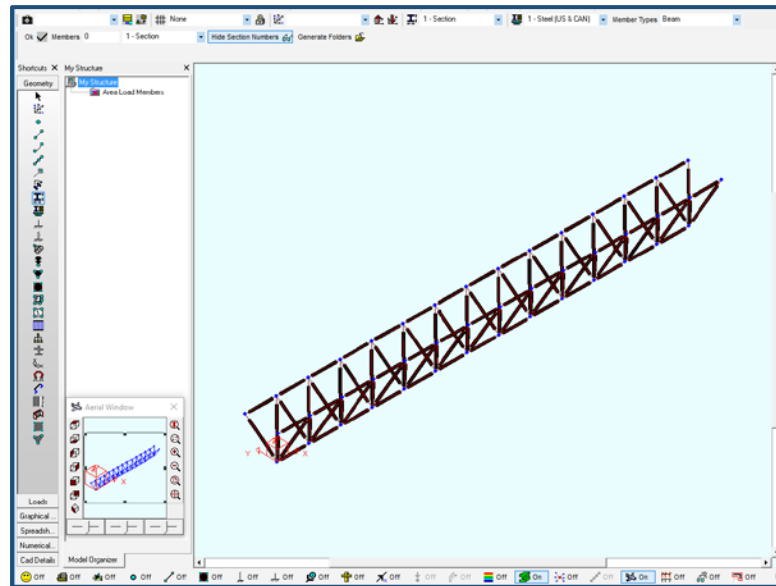 None
1 - Section
1 - Steel (US & CAN)
Member Types Beam
Ok Members 0 1 - Section Hide Section Numbers Generate Folders
Shortcuts X
Geometry
My Structure X
My Structure
Area Load Members
Y X
Aerial Window
X
Loads
Graphical ...
Spreadsh...
Numerical...
Cad Details
Model Organizer
Off Off Off Off Off Off Off Off Off Off Off Off Off Off On Off Off On Off Off Off